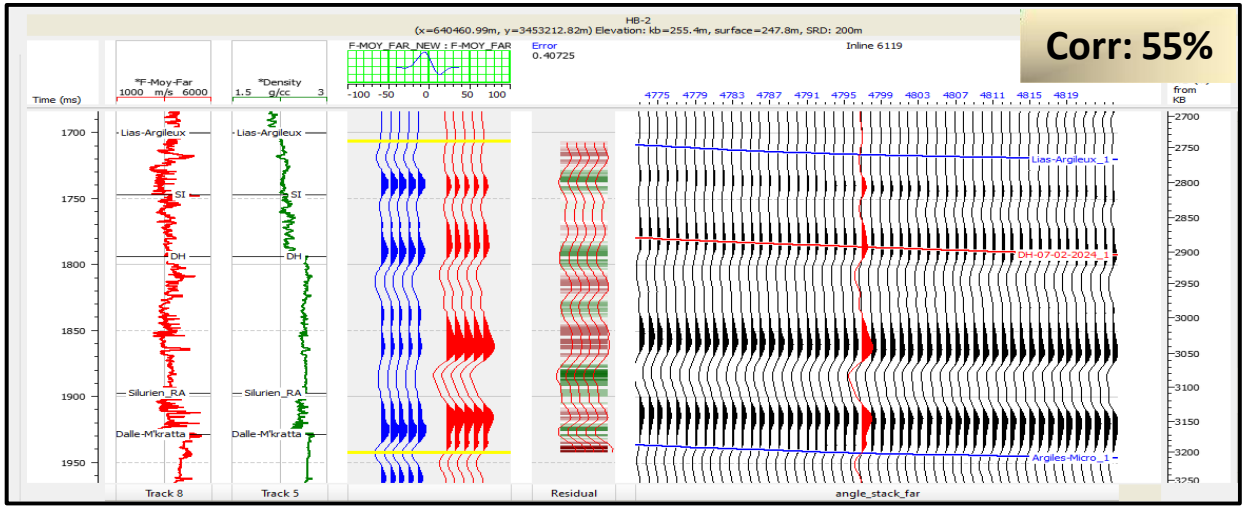 HB-2
(x=640460.99m, y=3453212.82m) Elevation: kb=255.4m, surface=247.8m, SRD: 200m
Corr: 55%
F-MOY_FAR_NEW : F-MOY_FAR
Error
0.40725
Inline 6119
*F-Moy-Far
1000 m/s 6000
*Density
1.5 g/cc 3
-100 -50 0 50 100
4775 4779 4783 4787 4791 4795 4799 4803 4807 4811 4815 4819
from
KB
Time (ms)
1700
1750
1800
1850
1900
1950
Lias-Argileux
SI
DH
Silurien_RA
Dalle-M'kratta
Lias-Argileux
SI
DH
Silurien_RA
Dalle-M'kratta
Lias-Argileux_1
DH-07-02-2024_1
Argiles-Micro_1
-2700
-2750
-2800
-2850
-2900
-2950
-3000
-3050
-3100
-3150
-3200
-3250
Track 8
Track 5
Residual
angle_stack_far